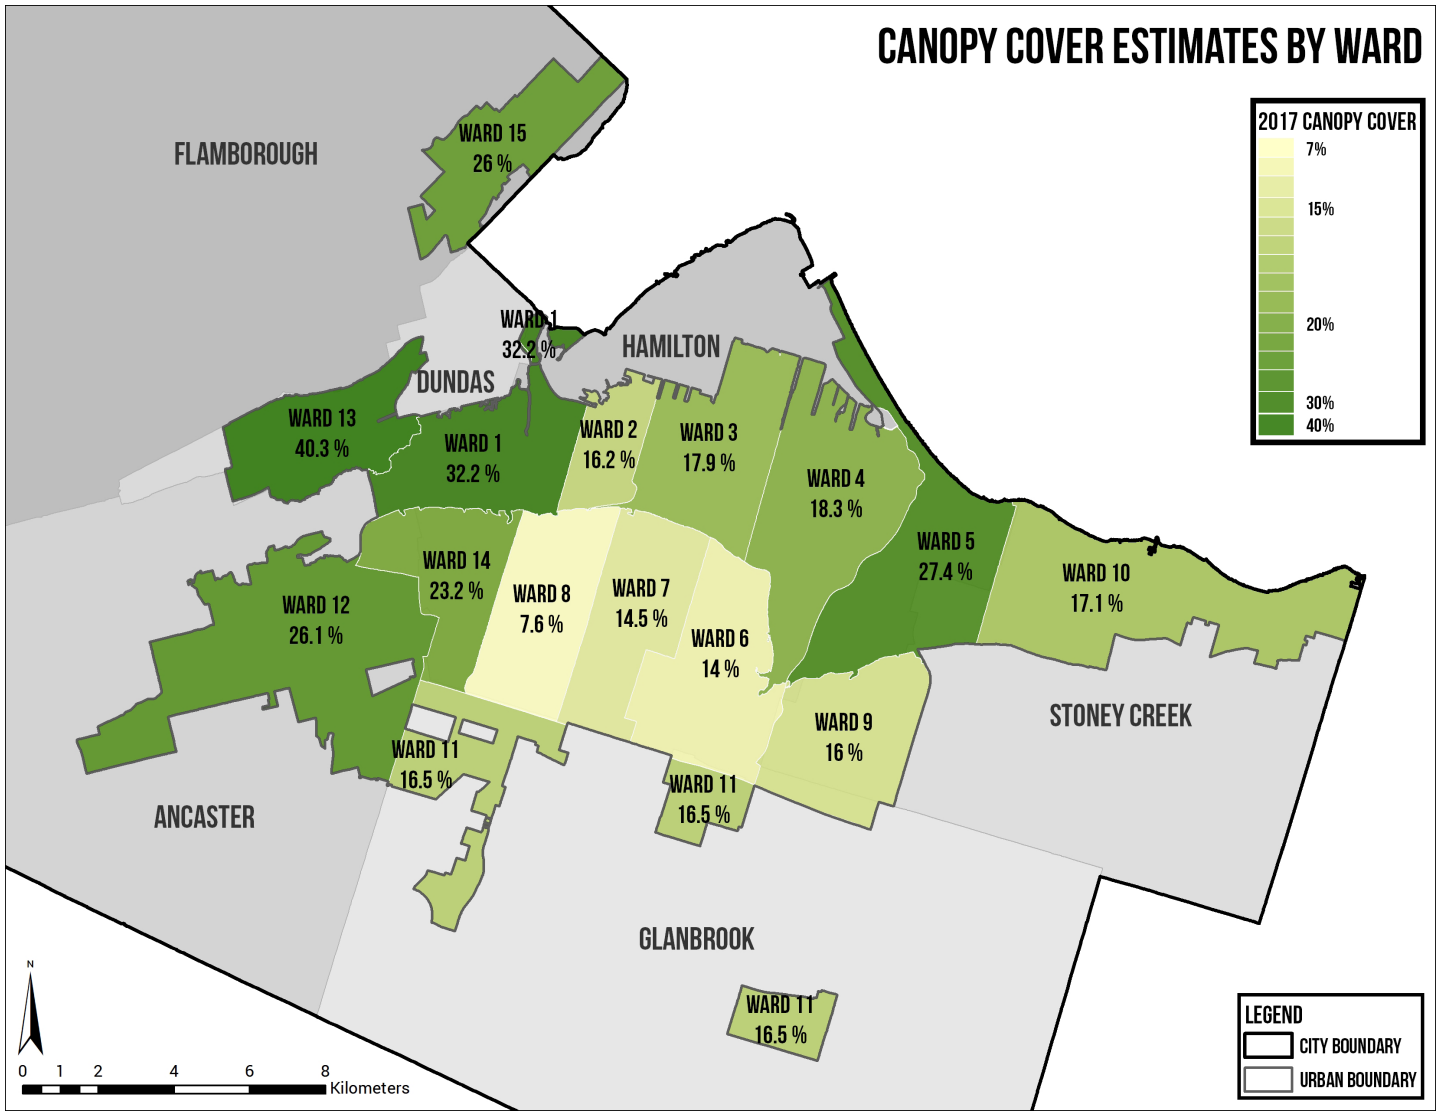 CANOPY COVER ESTIMATES BY WARD
2017 CANOPY COVER
7%
15%
20%
30%
40%
FLAMBOROUGH
WARD 15
26 %
WARD 1
32.2 %
HAMILTON
DUNDAS
WARD 13
40.3 %
WARD 1
32.2 %
WARD 2
16.2 %
WARD 3
17.9 %
WARD 4
18.3 %
WARD 5
27.4 %
WARD 10
17.1 %
WARD 14
23.2 %
WARD 8
7.6 %
WARD 7
14.5 %
WARD 6
14 %
WARD 12
26.1 %
WARD 9
16 %
STONEY CREEK
WARD 11
16.5 %
WARD 11
16.5 %
ANCASTER
GLANBROOK
WARD 11
16.5 %
N
0 1 2 4 6 8
Kilometers
LEGEND
CITY BOUNDARY
URBAN BOUNDARY